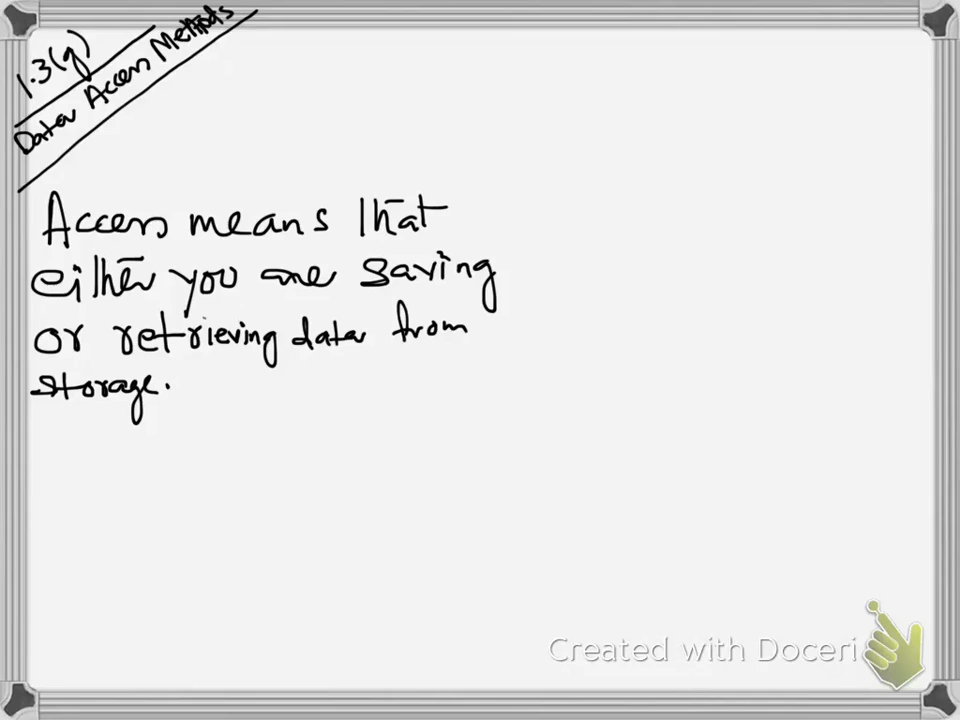 1.3(g)
Data Access Methods
Access means that
either you are saving
or retrieving data from
storage.
Created with Doceri